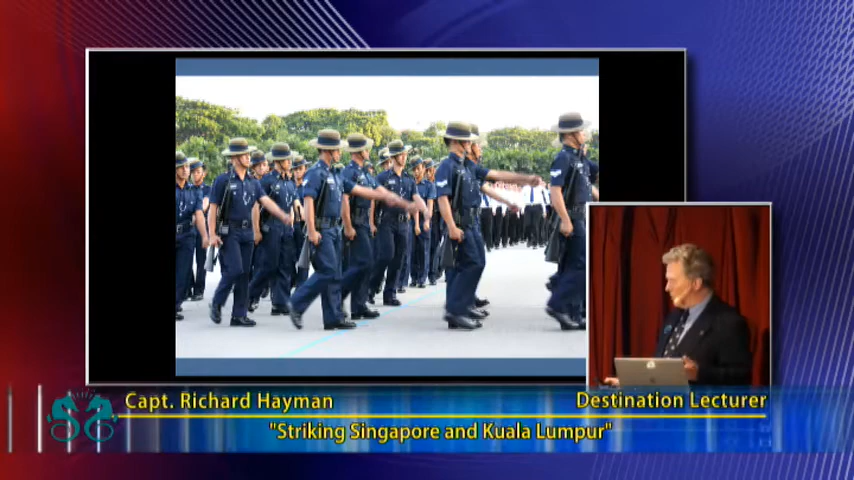 Capt. Richard Hayman
Destination Lecturer
"Striking Singapore and Kuala Lumpur"